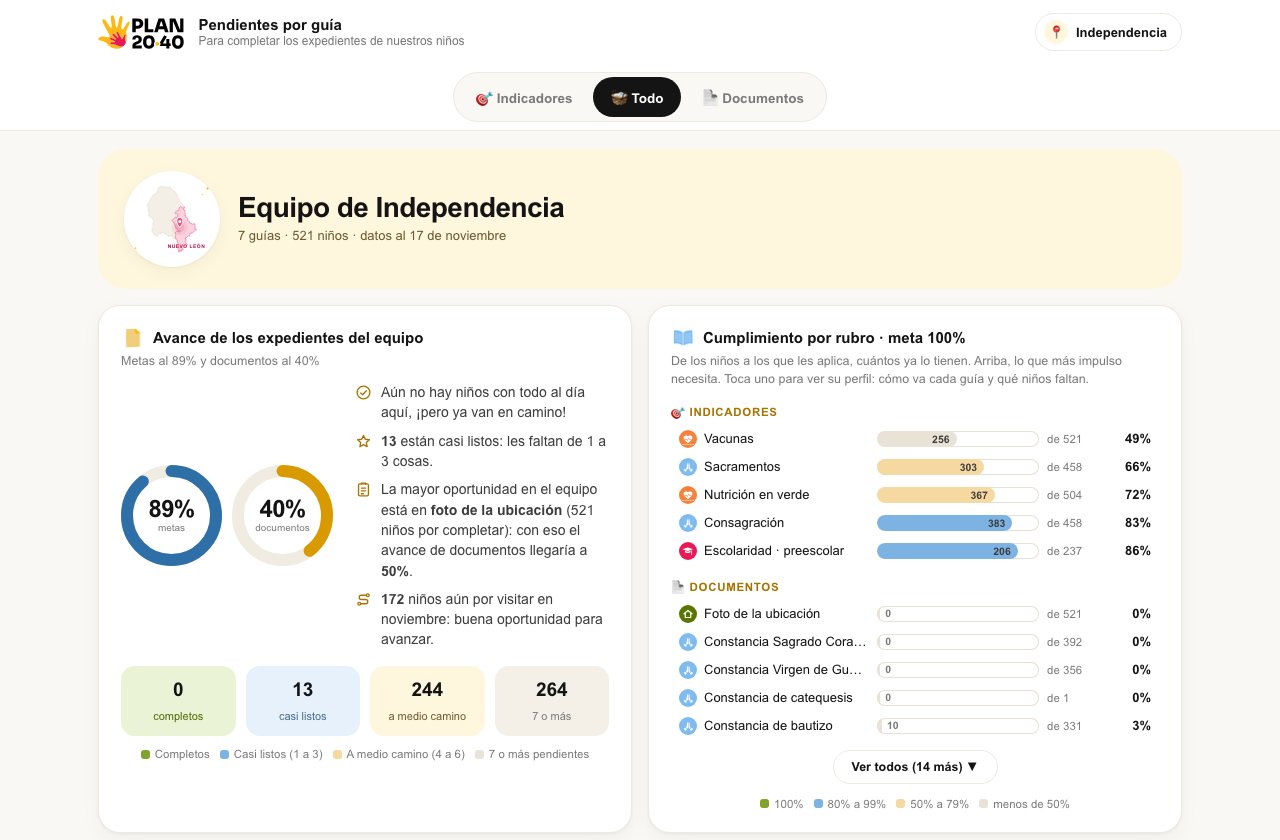 PLAN
20·40
Pendientes por guía
Para completar los expedientes de nuestros niños
Independencia
Indicadores
Todo
Documentos
NUEVO LEÓN
Equipo de Independencia
7 guías · 521 niños · datos al 17 de noviembre
Avance de los expedientes del equipo
Metas al 89% y documentos al 40%
89%
metas
40%
documentos
Aún no hay niños con todo al día
aquí, ¡pero ya van en camino!
13 están casi listos: les faltan de 1 a
3 cosas.
La mayor oportunidad en el equipo
está en foto de la ubicación (521
niños por completar): con eso el
avance de documentos llegaría a
50%.
172 niños aún por visitar en
noviembre: buena oportunidad para
avanzar.
0
completos
13
casi listos
244
a medio camino
264
7 o más
Completos
Casi listos (1 a 3)
A medio camino (4 a 6)
7 o más pendientes
Cumplimiento por rubro · meta 100%
De los niños a los que les aplica, cuántos ya lo tienen. Arriba, lo que más impulso
necesita. Toca uno para ver su perfil: cómo va cada guía y qué niños faltan.
INDICADORES
Vacunas 256 de 521 49%
Sacramentos 303 de 458 66%
Nutrición en verde 367 de 504 72%
Consagración 383 de 458 83%
Escolaridad · preescolar 206 de 237 86%
DOCUMENTOS
Foto de la ubicación 0 de 521 0%
Constancia Sagrado Cora... 0 de 392 0%
Constancia Virgen de Gu... 0 de 356 0%
Constancia de catequesis 0 de 1 0%
Constancia de bautizo 10 de 331 3%
Ver todos (14 más) ▼
100%
80% a 99%
50% a 79%
menos de 50%